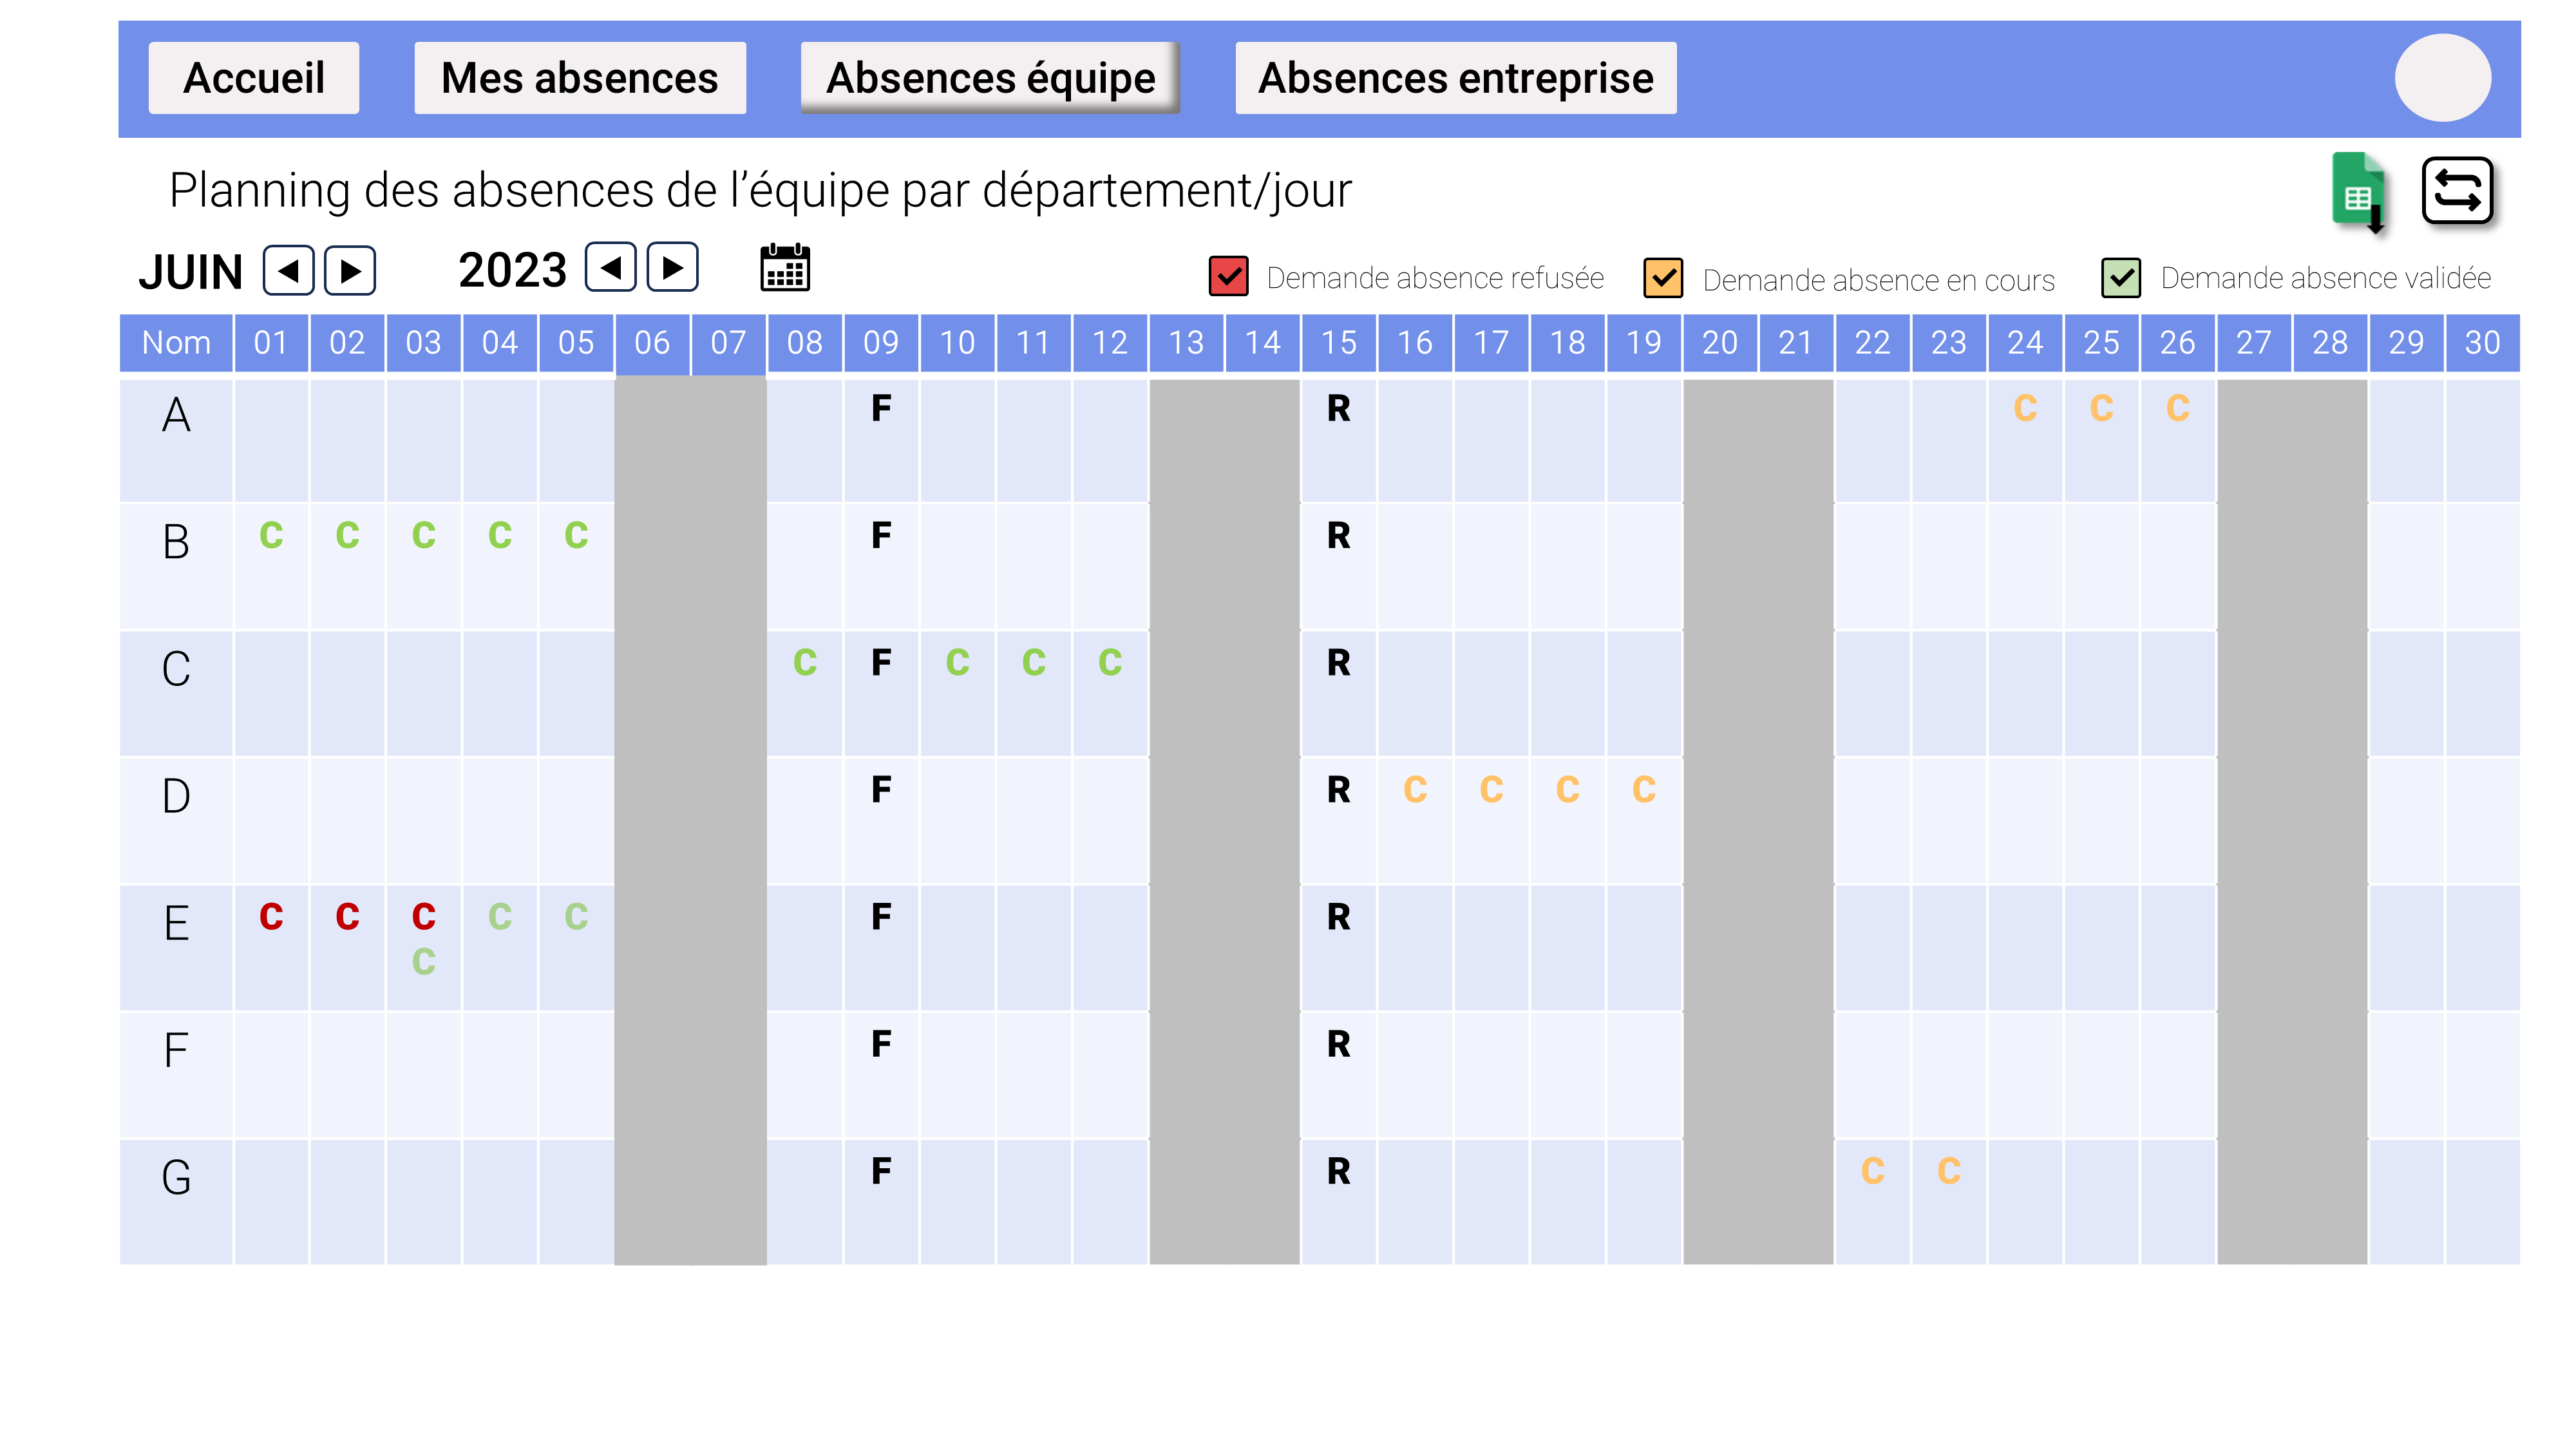 Accueil Mes absences Absences équipe Absences entreprise
Planning des absences de l’équipe par département/jour
JUIN 2023 Demande absence refusée Demande absence en cours Demande absence validée
Nom 01 02 03 04 05 06 07 08 09 10 11 12 13 14 15 16 17 18 19 20 21 22 23 24 25 26 27 28 29 30
A F R C C C
B C C C C C F R
C C F C C C R
D F R C C C C
E C C C C C F R
C
F F R
G F R C C